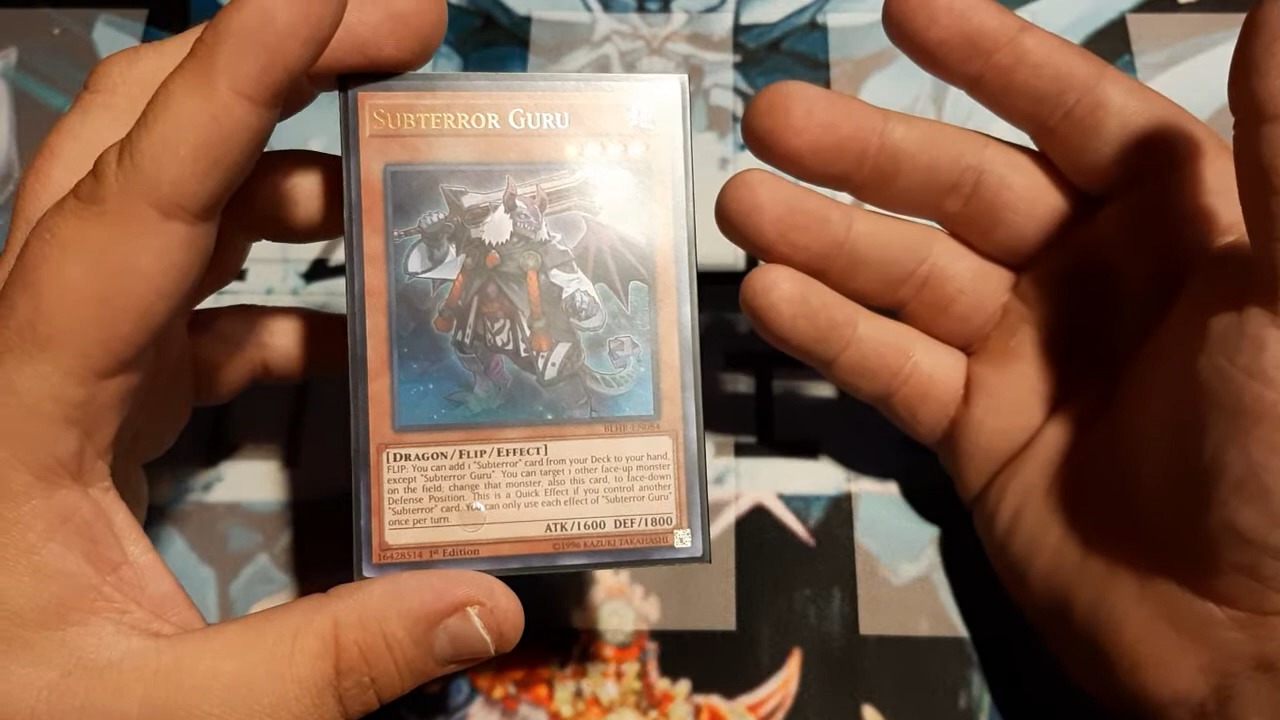 SUBTERROR GURU
BLHR-EN084
[DRAGON/FLIP/EFFECT]
FLIP: You can add 1 "Subterror" card from your Deck to your hand,
except "Subterror Guru". You can target 1 other face-up monster
on the field; change that monster, also this card, to face-down
Defense Position. This is a Quick Effect if you control another
"Subterror" card. You can only use each effect of "Subterror Guru"
once per turn.
ATK/1600 DEF/1800
16428514 1st Edition ©1996 KAZUKI TAKAHASHI